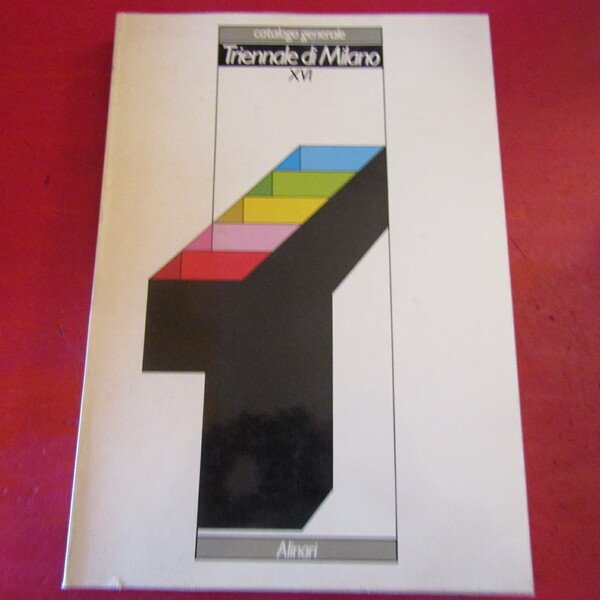 catalogo generale
Triennale di Milano
XVI
Alinari